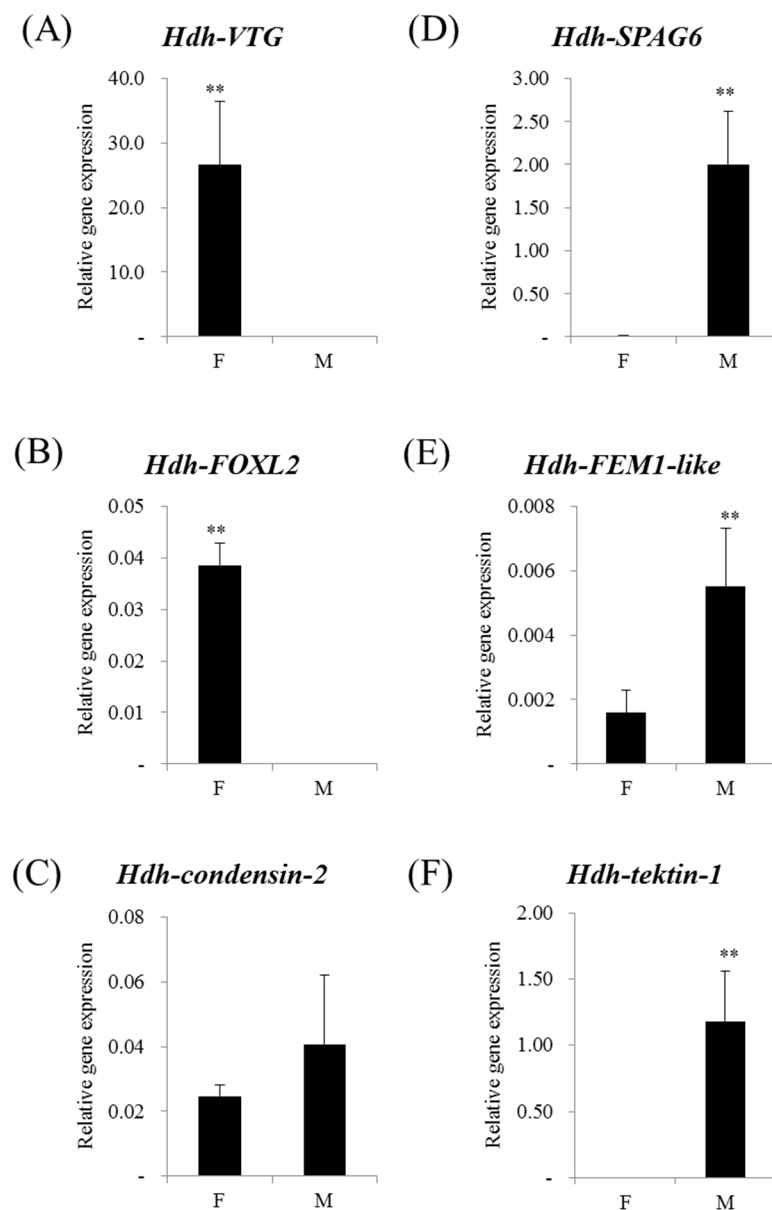 (A)
Hdh-VTG
Relative gene expression
40.0
30.0
20.0
10.0
-
**
F
M
(D)
Hdh-SPAG6
Relative gene expression
3.00
2.50
2.00
1.50
1.00
0.50
-
**
F
M
(B)
Hdh-FOXL2
Relative gene expression
0.05
0.04
0.03
0.02
0.01
-
**
F
M
(E)
Hdh-FEM1-like
Relative gene expression
0.008
0.006
0.004
0.002
-
**
F
M
(C)
Hdh-condensin-2
Relative gene expression
0.08
0.06
0.04
0.02
-
F
M
(F)
Hdh-tektin-1
Relative gene expression
2.00
1.50
1.00
0.50
-
**
F
M